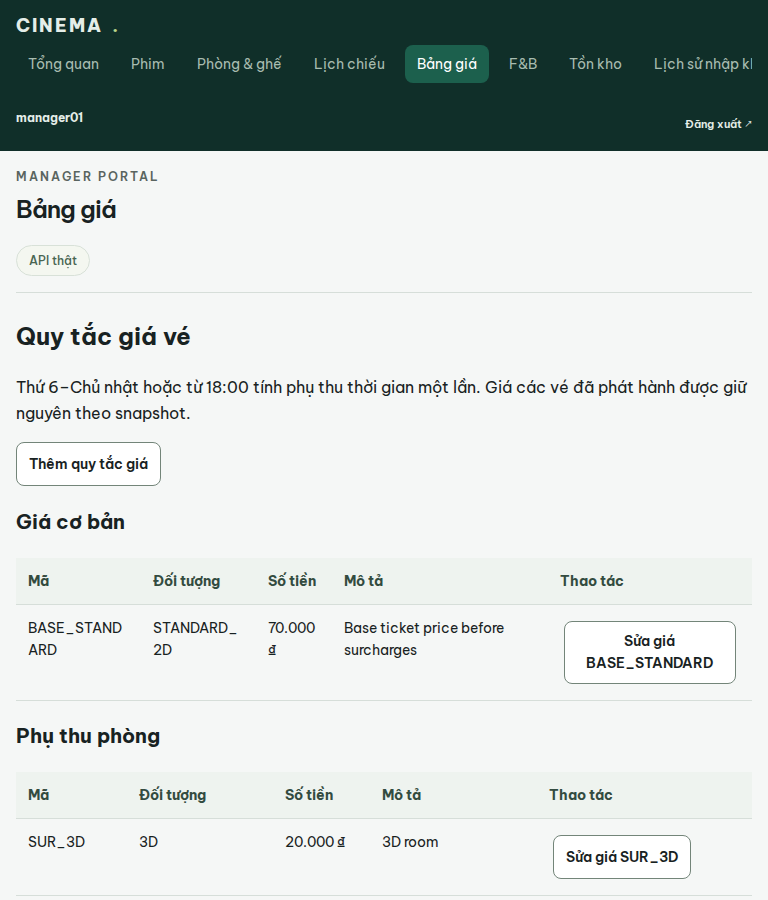 CINEMA .
Tổng quan Phim Phòng & ghế Lịch chiếu Bảng giá F&B Tồn kho Lịch sử nhập
manager01
Đăng xuất ↗
MANAGER PORTAL
Bảng giá
API thật
Quy tắc giá vé
Thứ 6–Chủ nhật hoặc từ 18:00 tính phụ thu thời gian một lần. Giá các vé đã phát hành được giữ
nguyên theo snapshot.
Thêm quy tắc giá
Giá cơ bản
Mã Đối tượng Số tiền Mô tả Thao tác
BASE_STAND STANDARD_ 70.000 Base ticket price before Sửa giá
ARD 2D ₫ surcharges BASE_STANDARD
Phụ thu phòng
Mã Đối tượng Số tiền Mô tả Thao tác
SUR_3D 3D 20.000 ₫ 3D room Sửa giá SUR_3D